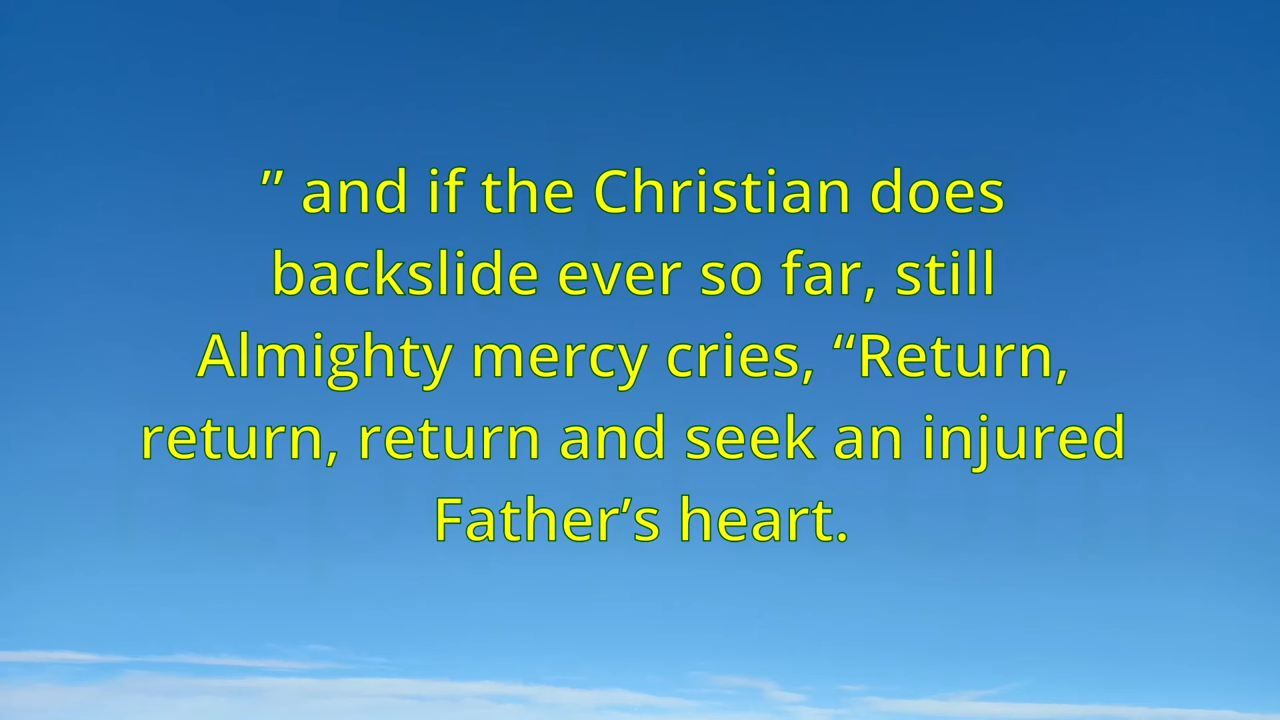 ” and if the Christian does
backslide ever so far, still
Almighty mercy cries, “Return,
return, return and seek an injured
Father’s heart.